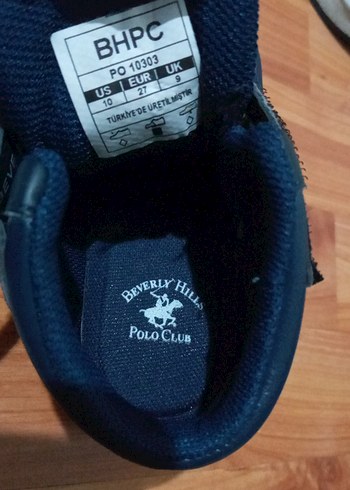 BHPC
PO 10303
US EUR UK
10 27 9
TÜRKİYE'DE ÜRETİLMİŞTİR
BEVERLY HILLS
POLO CLUB